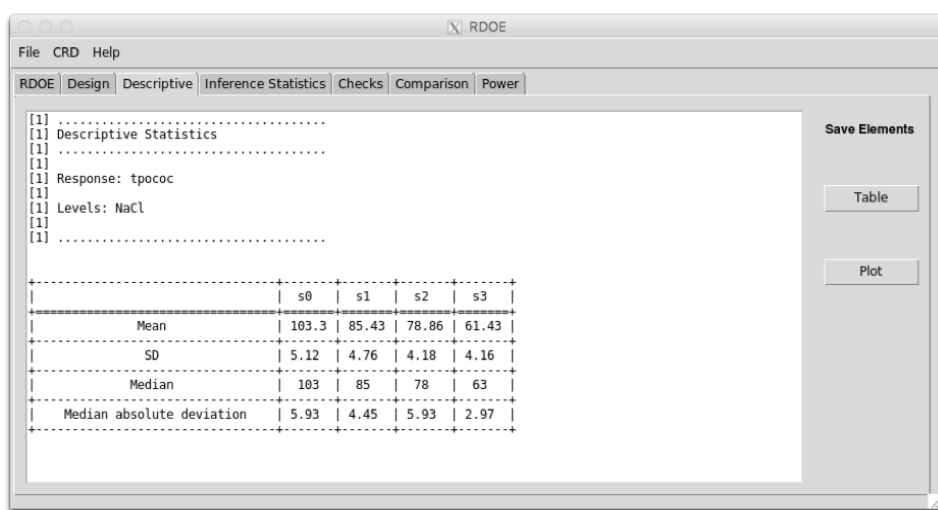 RDOE
File CRD Help
RDOE Design Descriptive Inference Statistics Checks Comparison Power
[1] .....................................
[1] Descriptive Statistics
[1] .....................................
[1]
[1] Response: tpococ
[1]
[1] Levels: NaCl
[1]
[1] .....................................
s0 s1 s2 s3
Mean 103.3 85.43 78.86 61.43
SD 5.12 4.76 4.18 4.16
Median 103 85 78 63
Median absolute deviation 5.93 4.45 5.93 2.97
Save Elements
Table
Plot